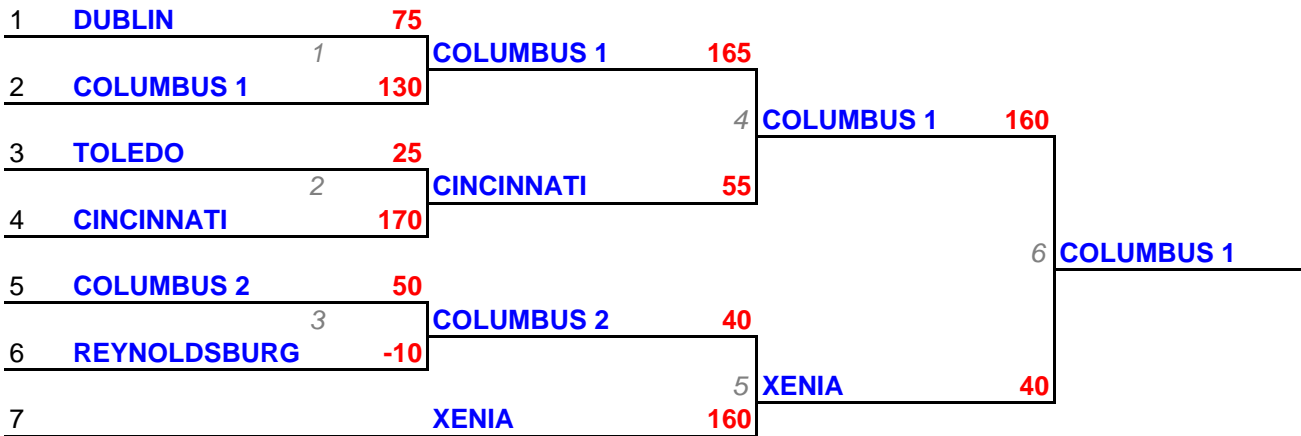 1 DUBLIN 75
1 COLUMBUS 1 165
2 COLUMBUS 1 130
4 COLUMBUS 1 160
3 TOLEDO 25
2 CINCINNATI 55
4 CINCINNATI 170
6 COLUMBUS 1
5 COLUMBUS 2 50
3 COLUMBUS 2 40
6 REYNOLDSBURG -10
5 XENIA 40
7 XENIA 160